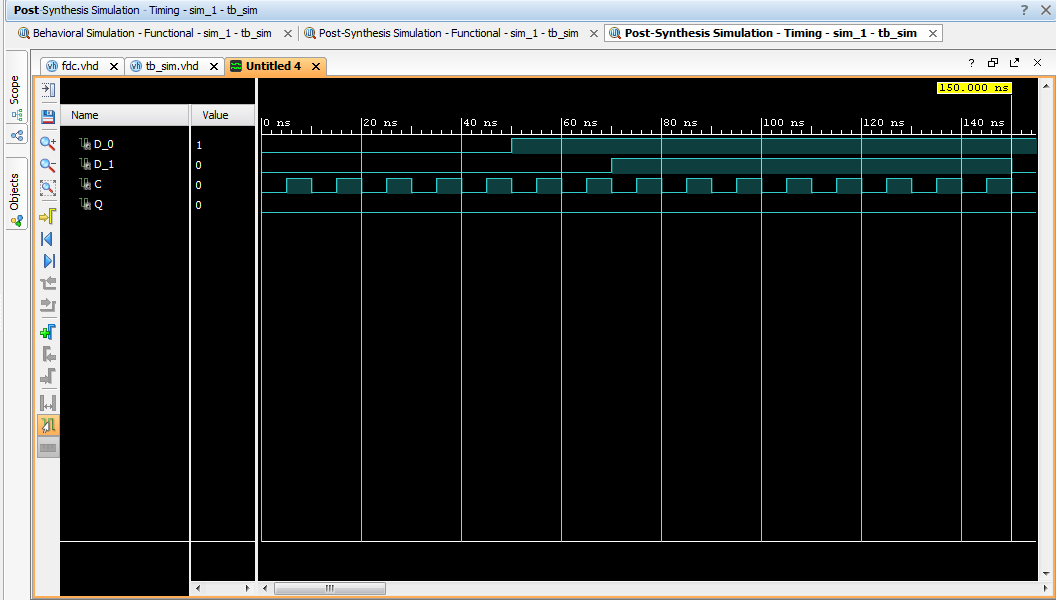 Post-Synthesis Simulation - Timing - sim_1 - tb_sim
?
Behavioral Simulation - Functional - sim_1 - tb_sim
Post-Synthesis Simulation - Functional - sim_1 - tb_sim
Post-Synthesis Simulation - Timing - sim_1 - tb_sim
Scope
Objects
fdc.vhd
tb_sim.vhd
Untitled 4
?
150.000 ns
Name Value
0 ns 20 ns 40 ns 60 ns 80 ns 100 ns 120 ns 140 ns
D_0 1
D_1 0
C 0
Q 0